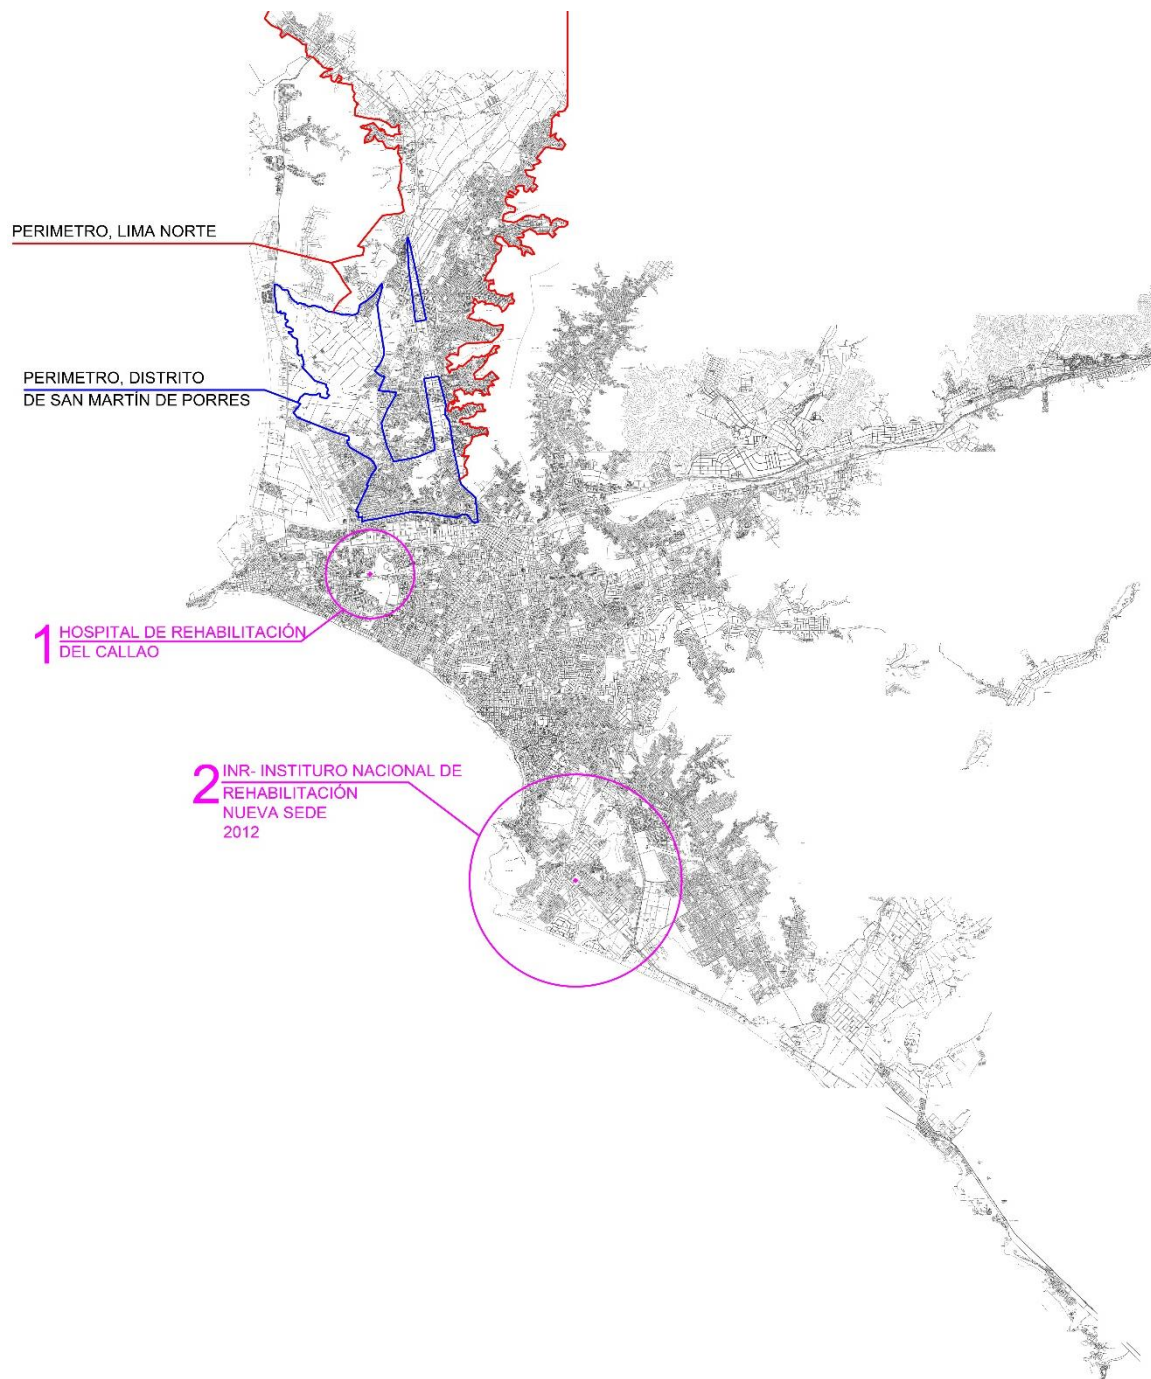 PERIMETRO, LIMA NORTE
PERIMETRO, DISTRITO
DE SAN MARTÍN DE PORRES
1 HOSPITAL DE REHABILITACIÓN
DEL CALLAO
2 INR- INSTITURO NACIONAL DE
REHABILITACIÓN
NUEVA SEDE
2012